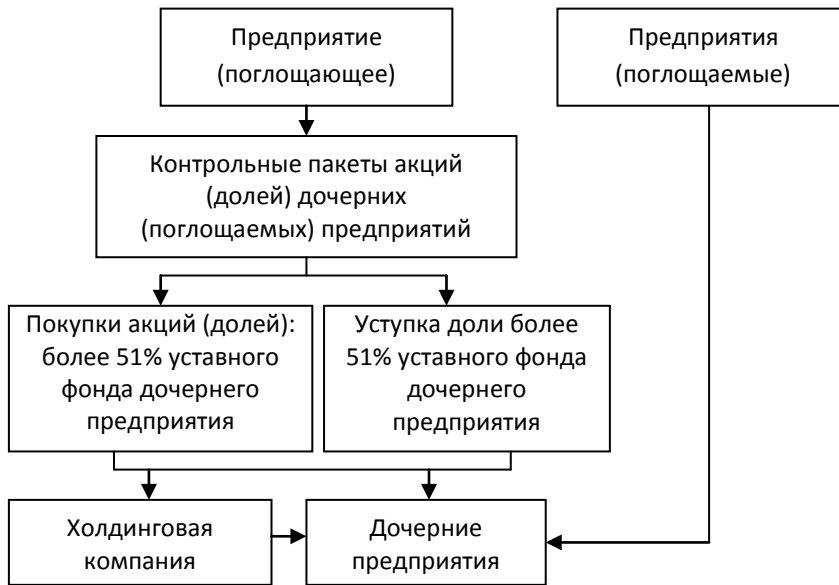 Предприятие
(поглощающее)
Предприятия
(поглощаемые)
Контрольные пакеты акций
(долей) дочерних
(поглощаемых) предприятий
Покупки акций (долей):
более 51% уставного
фонда дочернего
предприятия
Уступка доли более
51% уставного фонда
дочернего
предприятия
Холдинговая
компания
Дочерние
предприятия